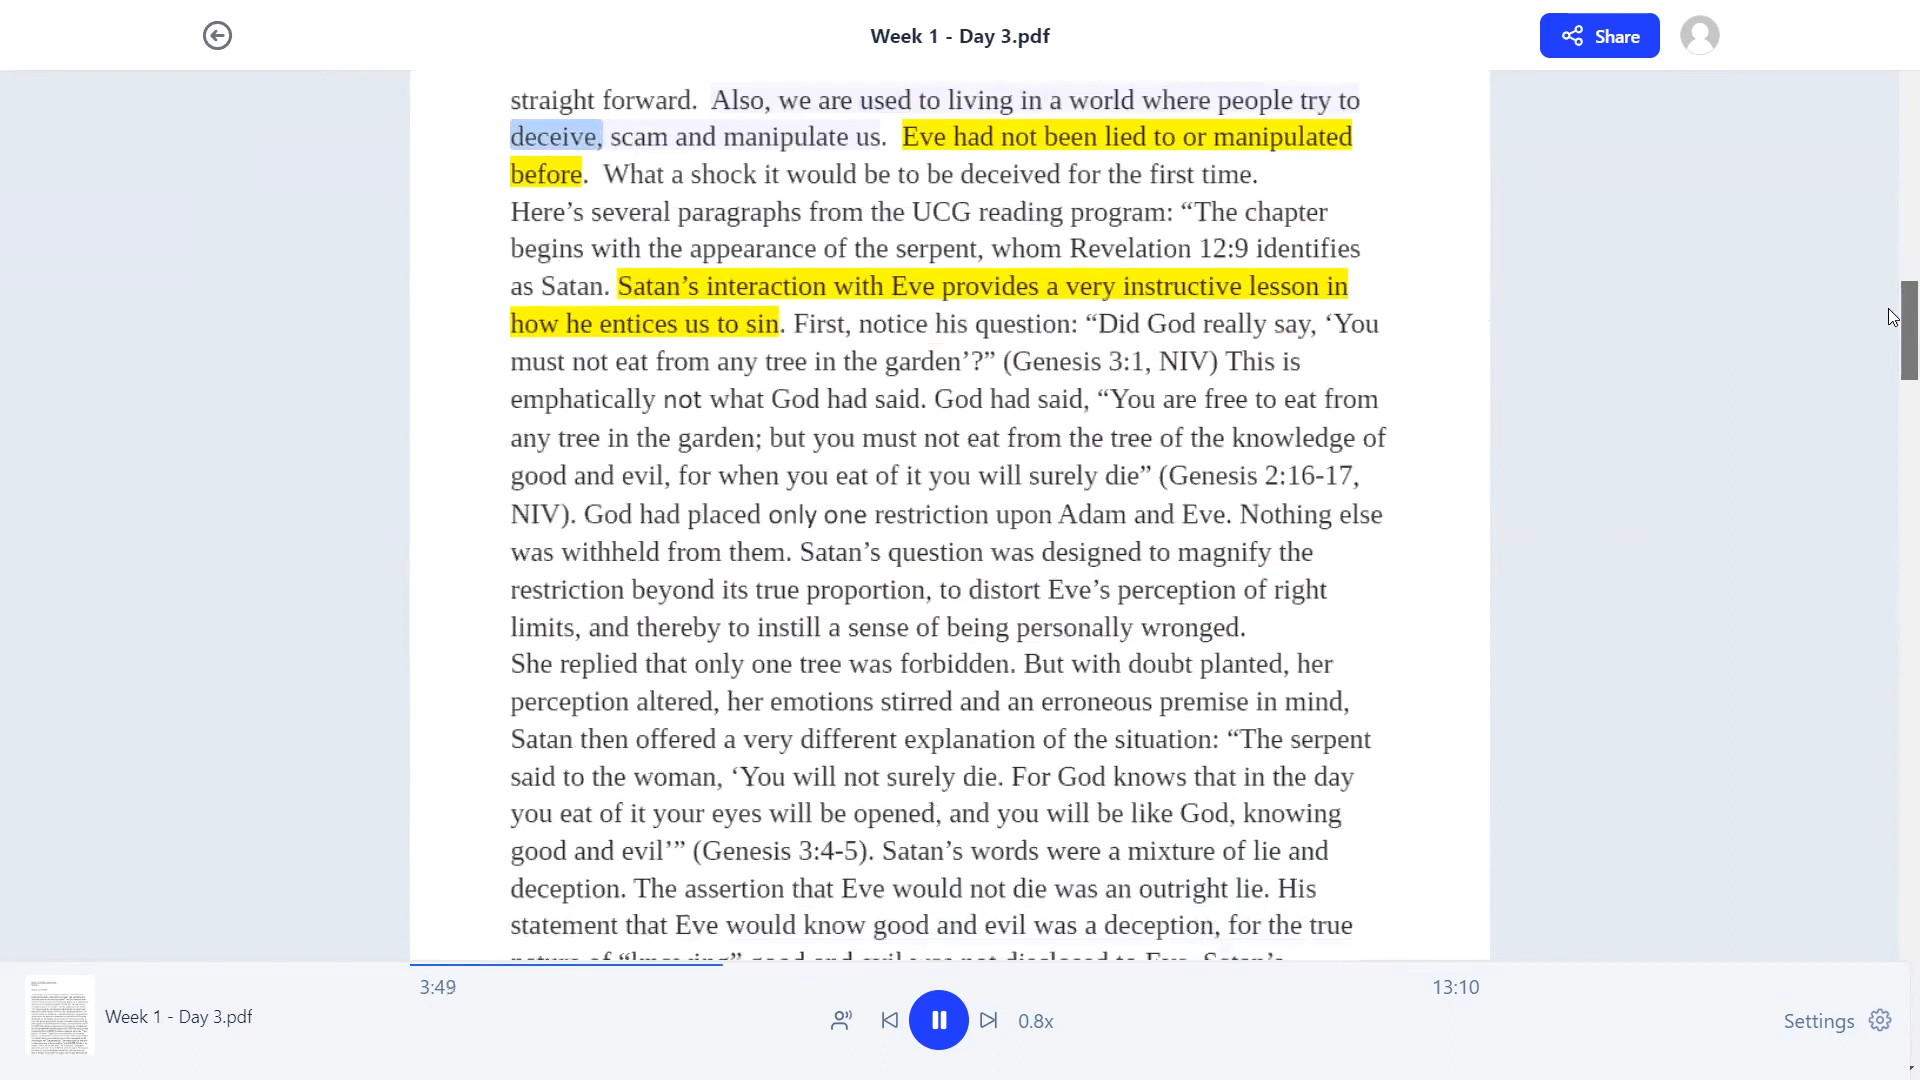 Week 1 - Day 3.pdf
Share
straight forward.  Also, we are used to living in a world where people try to
deceive, scam and manipulate us.  Eve had not been lied to or manipulated
before.  What a shock it would be to be deceived for the first time.
Here’s several paragraphs from the UCG reading program: “The chapter
begins with the appearance of the serpent, whom Revelation 12:9 identifies
as Satan. Satan’s interaction with Eve provides a very instructive lesson in
how he entices us to sin. First, notice his question: “Did God really say, ‘You
must not eat from any tree in the garden’?” (Genesis 3:1, NIV) This is
emphatically not what God had said. God had said, “You are free to eat from
any tree in the garden; but you must not eat from the tree of the knowledge of
good and evil, for when you eat of it you will surely die” (Genesis 2:16-17,
NIV). God had placed only one restriction upon Adam and Eve. Nothing else
was withheld from them. Satan’s question was designed to magnify the
restriction beyond its true proportion, to distort Eve’s perception of right
limits, and thereby to instill a sense of being personally wronged.
She replied that only one tree was forbidden. But with doubt planted, her
perception altered, her emotions stirred and an erroneous premise in mind,
Satan then offered a very different explanation of the situation: “The serpent
said to the woman, ‘You will not surely die. For God knows that in the day
you eat of it your eyes will be opened, and you will be like God, knowing
good and evil’” (Genesis 3:4-5). Satan’s words were a mixture of lie and
deception. The assertion that Eve would not die was an outright lie. His
statement that Eve would know good and evil was a deception, for the true
nature of “knowing” good and evil was not disclosed to Eve. Satan’s
3:49
13:10
Week 1 - Day 3.pdf
0.8x
Settings